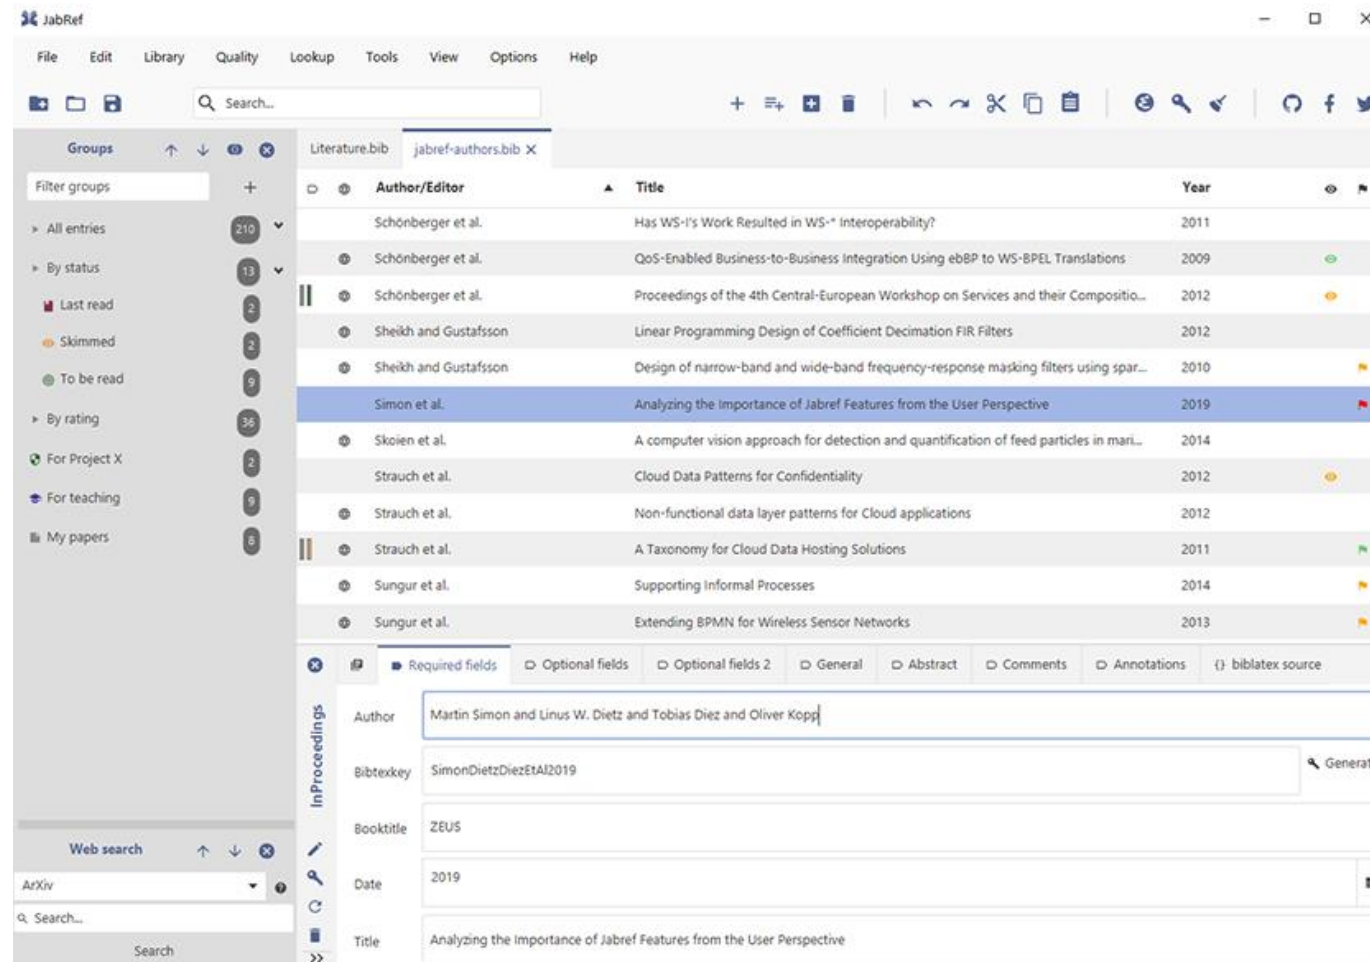 JabRef
File Edit Library Quality Lookup Tools View Options Help
Search...
Groups
Filter groups
All entries 210
By status 13
Last read 2
Skimmed 2
To be read 9
By rating 36
For Project X 2
For teaching 9
My papers 8
Web search
ArXiv
Search...
Search
Literature.bib jabref-authors.bib
Author/Editor Title Year
Schönberger et al. Has WS-I's Work Resulted in WS-* Interoperability? 2011
Schönberger et al. QoS-Enabled Business-to-Business Integration Using ebBP to WS-BPEL Translations 2009
Schönberger et al. Proceedings of the 4th Central-European Workshop on Services and their Compositio... 2012
Sheikh and Gustafsson Linear Programming Design of Coefficient Decimation FIR Filters 2012
Sheikh and Gustafsson Design of narrow-band and wide-band frequency-response masking filters using spar... 2010
Simon et al. Analyzing the Importance of Jabref Features from the User Perspective 2019
Skoien et al. A computer vision approach for detection and quantification of feed particles in mari... 2014
Strauch et al. Cloud Data Patterns for Confidentiality 2012
Strauch et al. Non-functional data layer patterns for Cloud applications 2012
Strauch et al. A Taxonomy for Cloud Data Hosting Solutions 2011
Sungur et al. Supporting Informal Processes 2014
Sungur et al. Extending BPMN for Wireless Sensor Networks 2013
Required fields Optional fields Optional fields 2 General Abstract Comments Annotations {} biblatex source
InProceedings
Author Martin Simon and Linus W. Dietz and Tobias Diez and Oliver Kopp
Bibtexkey SimonDietzDiezEtAl2019 Generat
Booktitle ZEUS
Date 2019
Title Analyzing the Importance of Jabref Features from the User Perspective